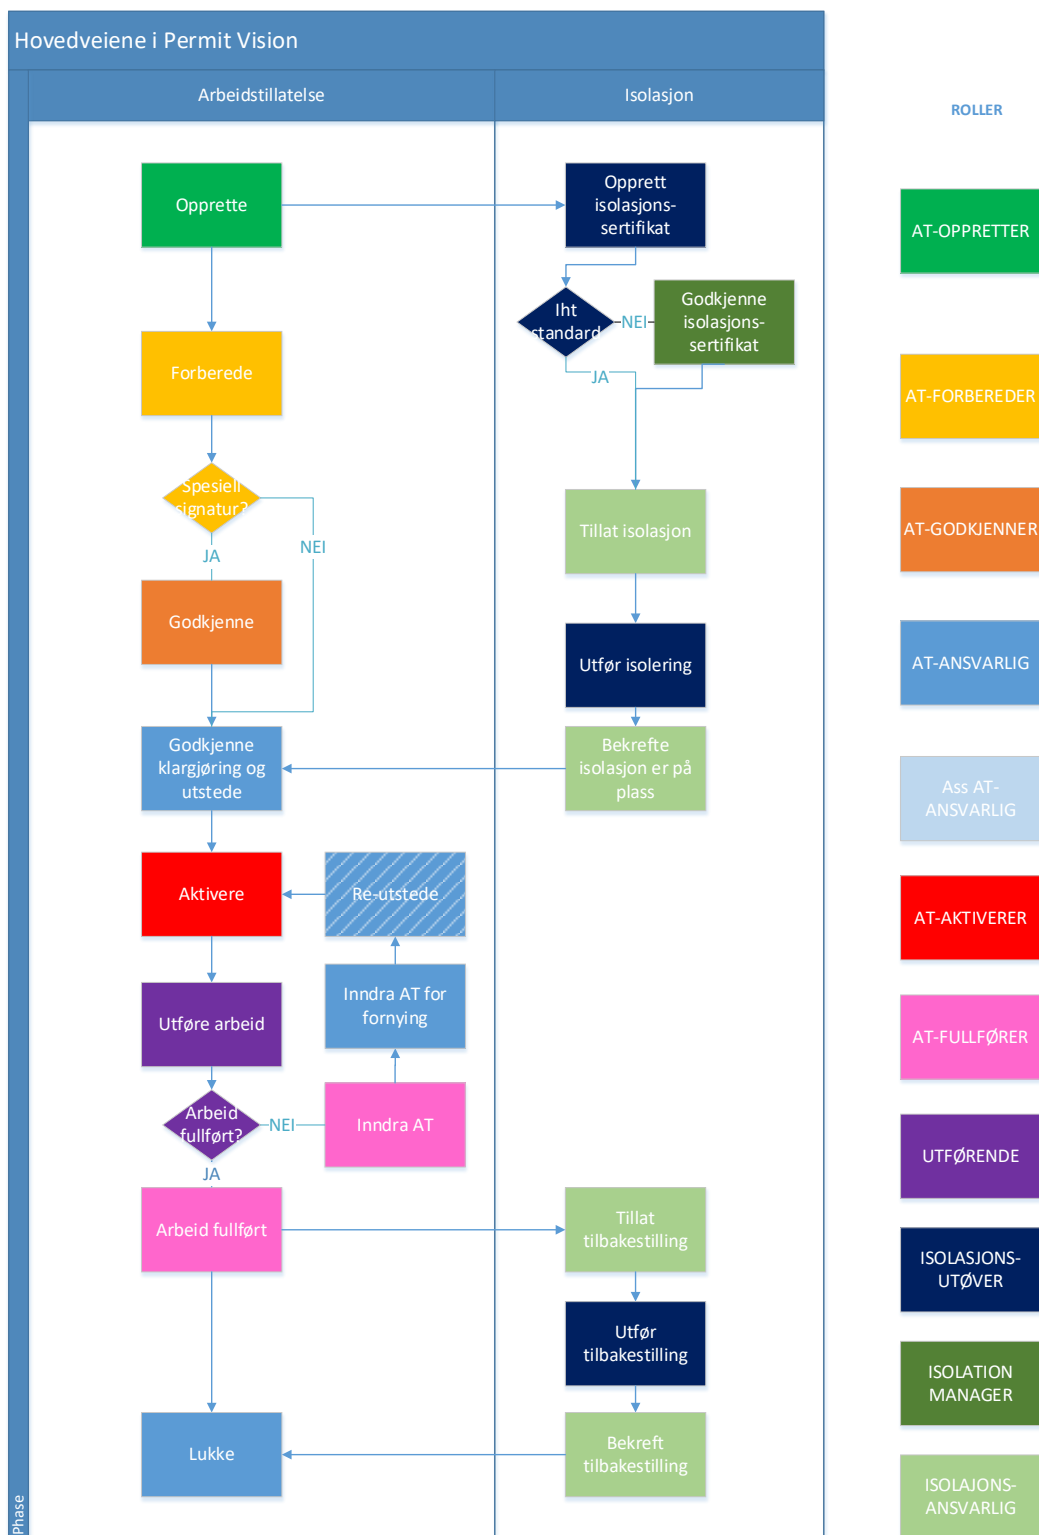 Hovedveiene i Permit Vision
Arbeidstillatelse
Isolasjon
ROLLER
Opprette
Opprett
isolasjons-
sertifikat
Iht
standard
NEI
Godkjenne
isolasjons-
sertifikat
JA
Forberede
Spesiell
signatur?
JA
NEI
Godkjenne
Tillat isolasjon
Utfør isolering
Godkjenne
klargjøring og
utstede
Bekrefte
isolasjon er på
plass
Aktivere
Re-utstede
Utføre arbeid
Inndra AT for
fornying
Arbeid
fullført?
NEI
Inndra AT
JA
Arbeid fullført
Tillat
tilbakestilling
Utfør
tilbakestilling
Lukke
Bekreft
tilbakestilling
Phase
AT-OPPRETTER
AT-FORBEREDER
AT-GODKJENNER
AT-ANSVARLIG
Ass AT-
ANSVARLIG
AT-AKTIVERER
AT-FULLFØRER
UTFØRENDE
ISOLASJONS-
UTØVER
ISOLATION
MANAGER
ISOLAJONS-
ANSVARLIG